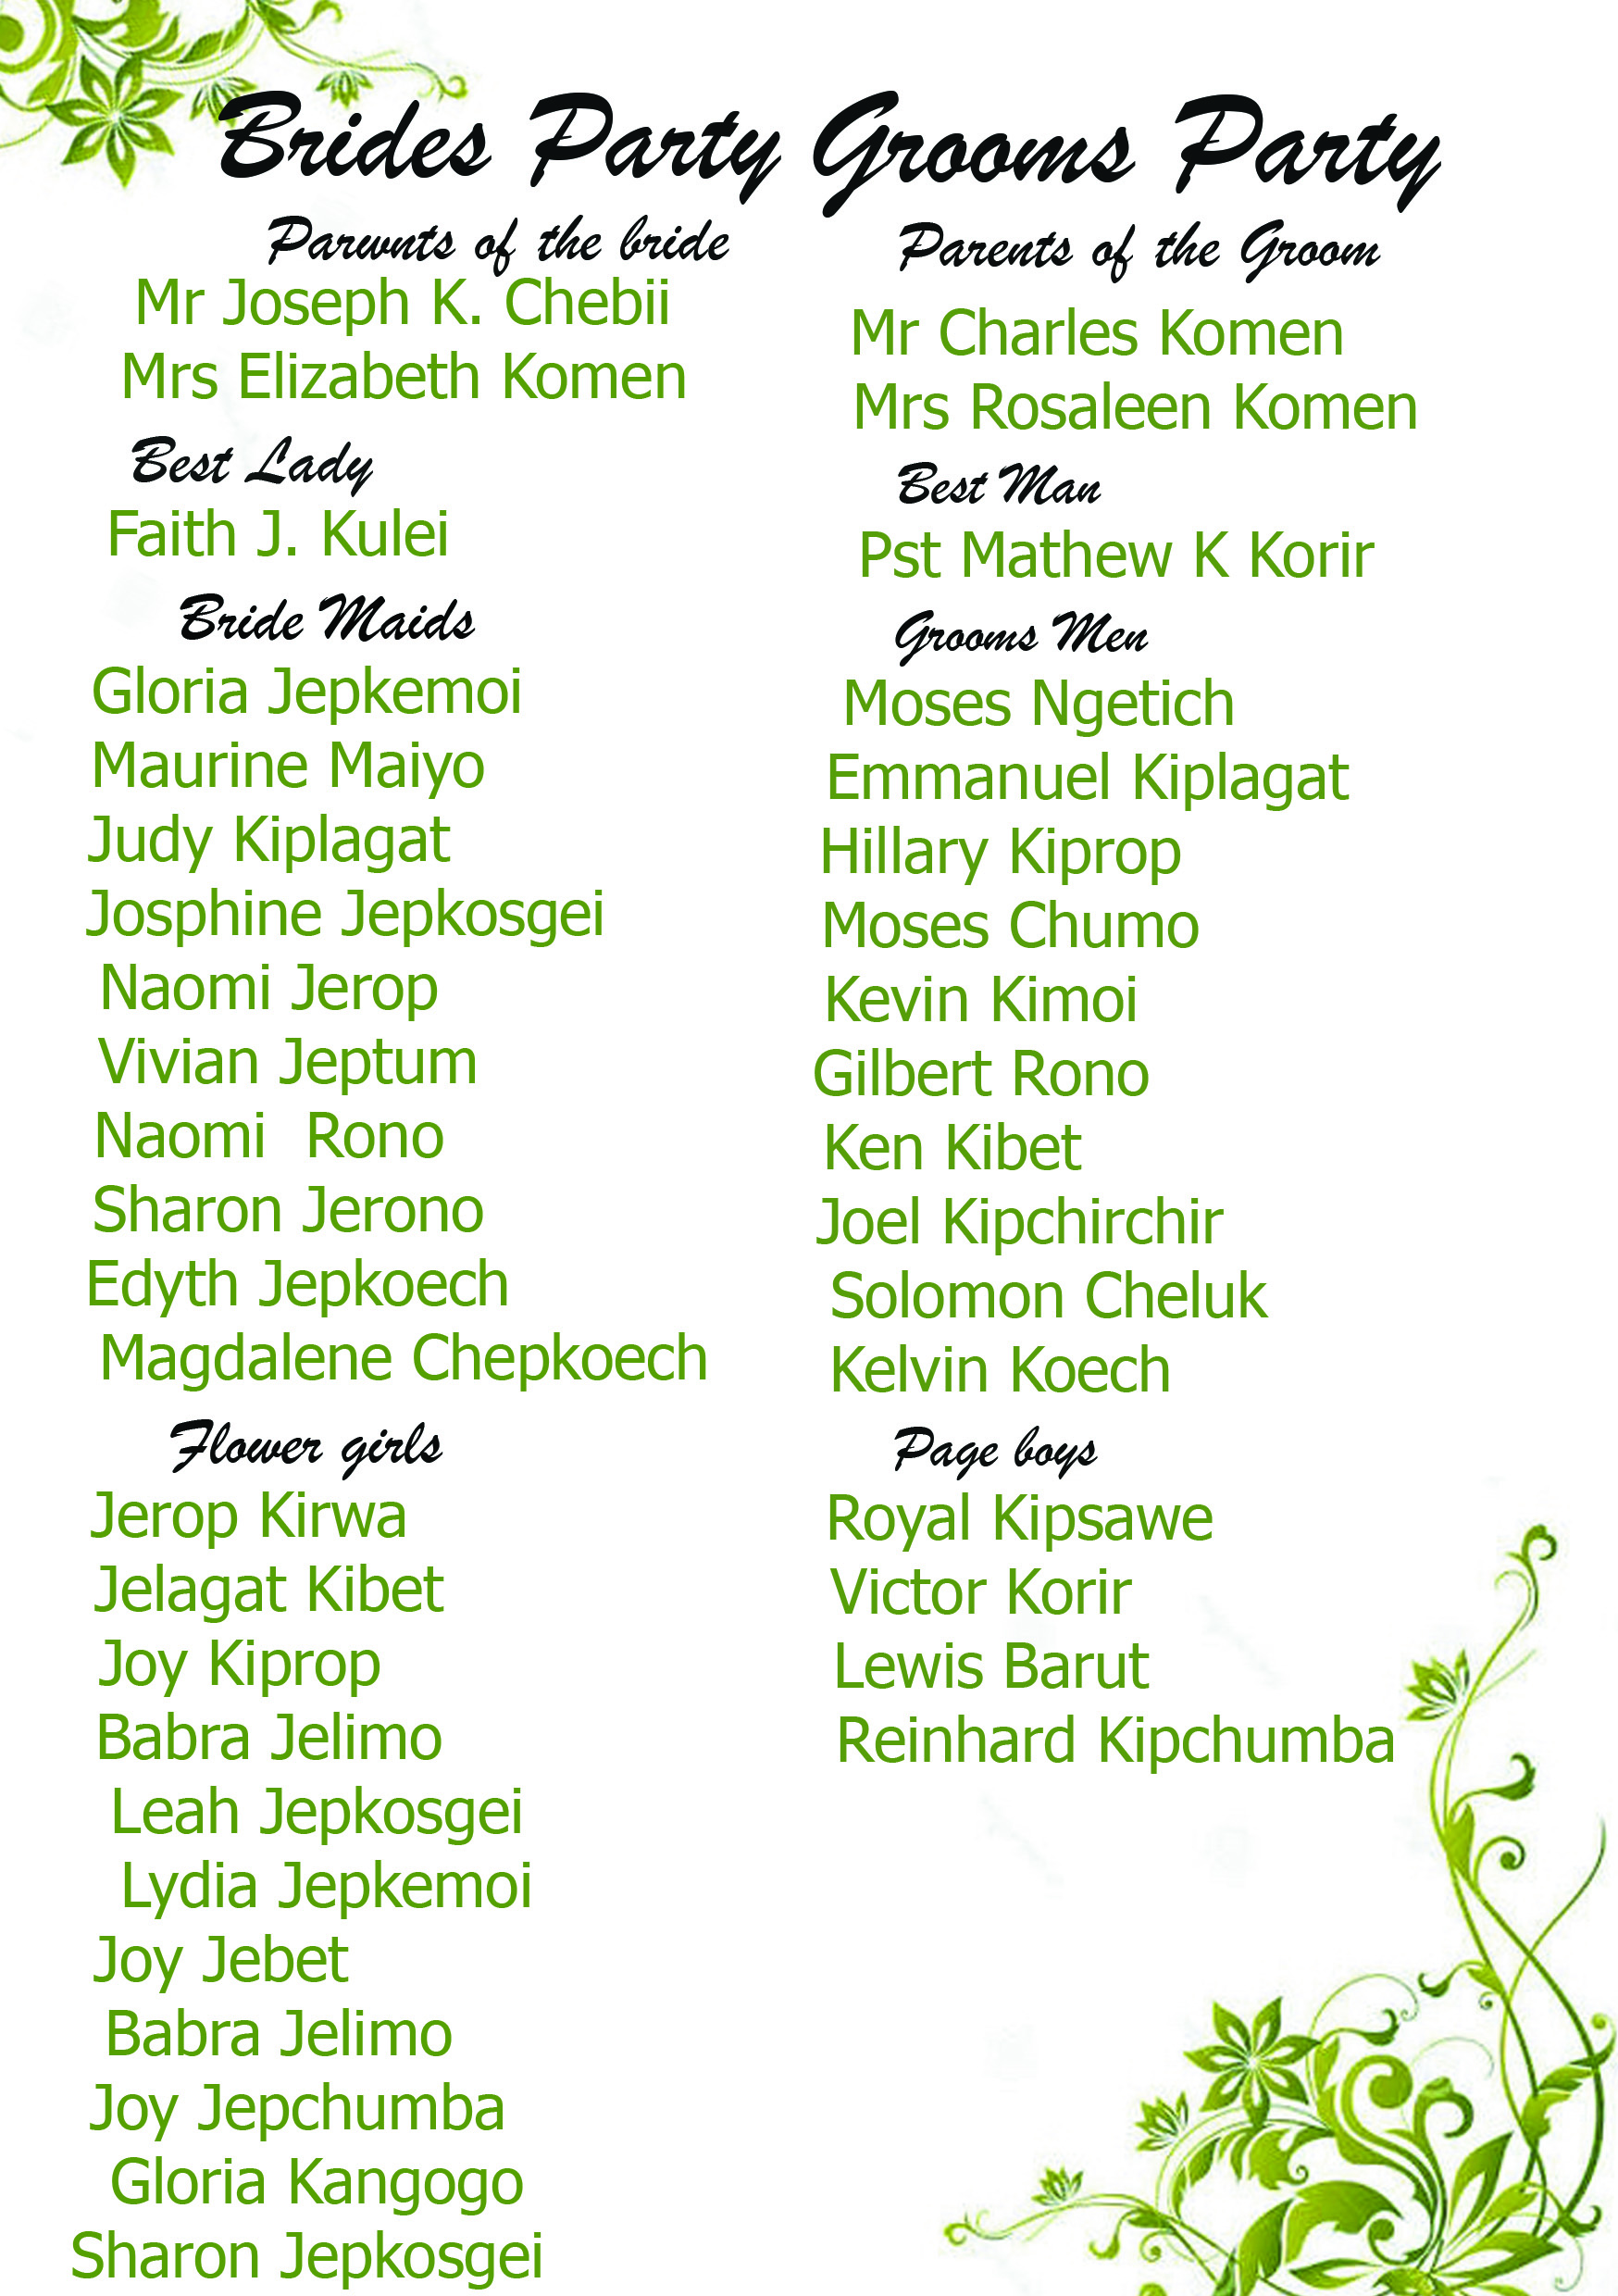 Brides Party
Parwnts of the bride
Mr Joseph K. Chebii
Mrs Elizabeth Komen
Best Lady
Faith J. Kulei
Bride Maids
Gloria Jepkemoi
Maurine Maiyo
Judy Kiplagat
Josphine Jepkosgei
Naomi Jerop
Vivian Jeptum
Naomi  Rono
Sharon Jerono
Edyth Jepkoech
Magdalene Chepkoech
Flower girls
Jerop Kirwa
Jelagat Kibet
Joy Kiprop
Babra Jelimo
Leah Jepkosgei
Lydia Jepkemoi
Joy Jebet
Babra Jelimo
Joy Jepchumba
Gloria Kangogo
Sharon Jepkosgei
Grooms Party
Parents of the Groom
Mr Charles Komen
Mrs Rosaleen Komen
Best Man
Pst Mathew K Korir
Grooms Men
Moses Ngetich
Emmanuel Kiplagat
Hillary Kiprop
Moses Chumo
Kevin Kimoi
Gilbert Rono
Ken Kibet
Joel Kipchirchir
Solomon Cheluk
Kelvin Koech
Page boys
Royal Kipsawe
Victor Korir
Lewis Barut
Reinhard Kipchumba